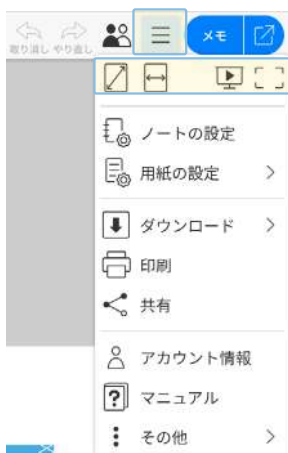 取り消し やり直し メモ
ノートの設定
用紙の設定
ダウンロード
印刷
共有
アカウント情報
マニュアル
その他